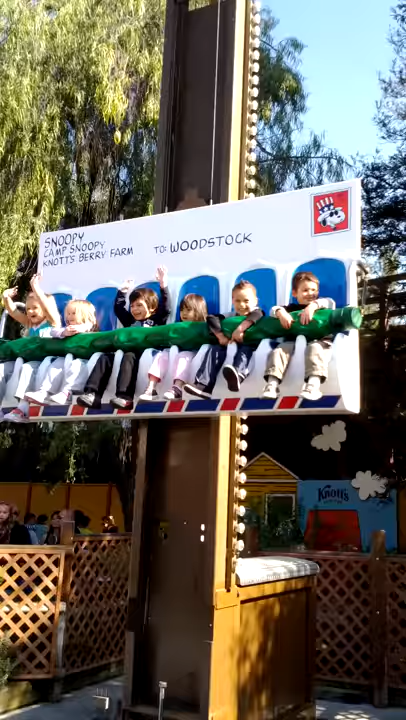 SNOOPY
CAMP SNOOPY
KNOTT'S BERRY FARM
TO: WOODSTOCK
Knott's